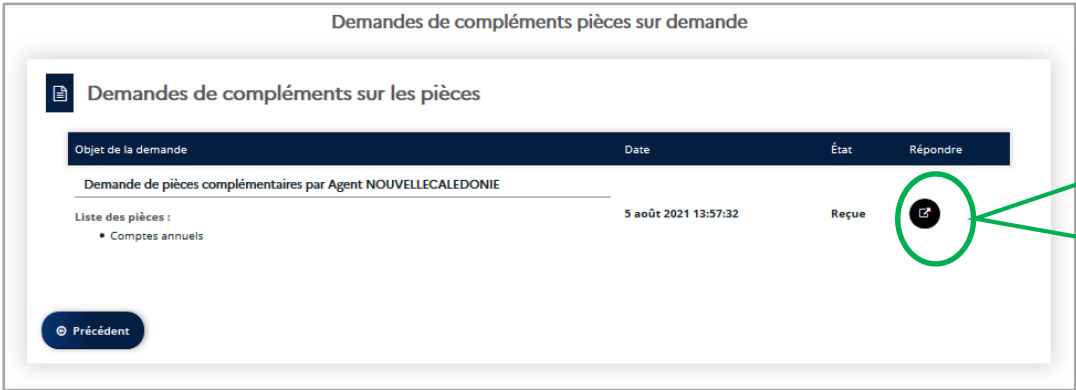 Demandes de compléments pièces sur demande
Demandes de compléments sur les pièces
Objet de la demande Date État Répondre
Demande de pièces complémentaires par Agent NOUVELLECALEDONIE
Liste des pièces : 5 août 2021 13:57:32 Reçue
• Comptes annuels
Précédent